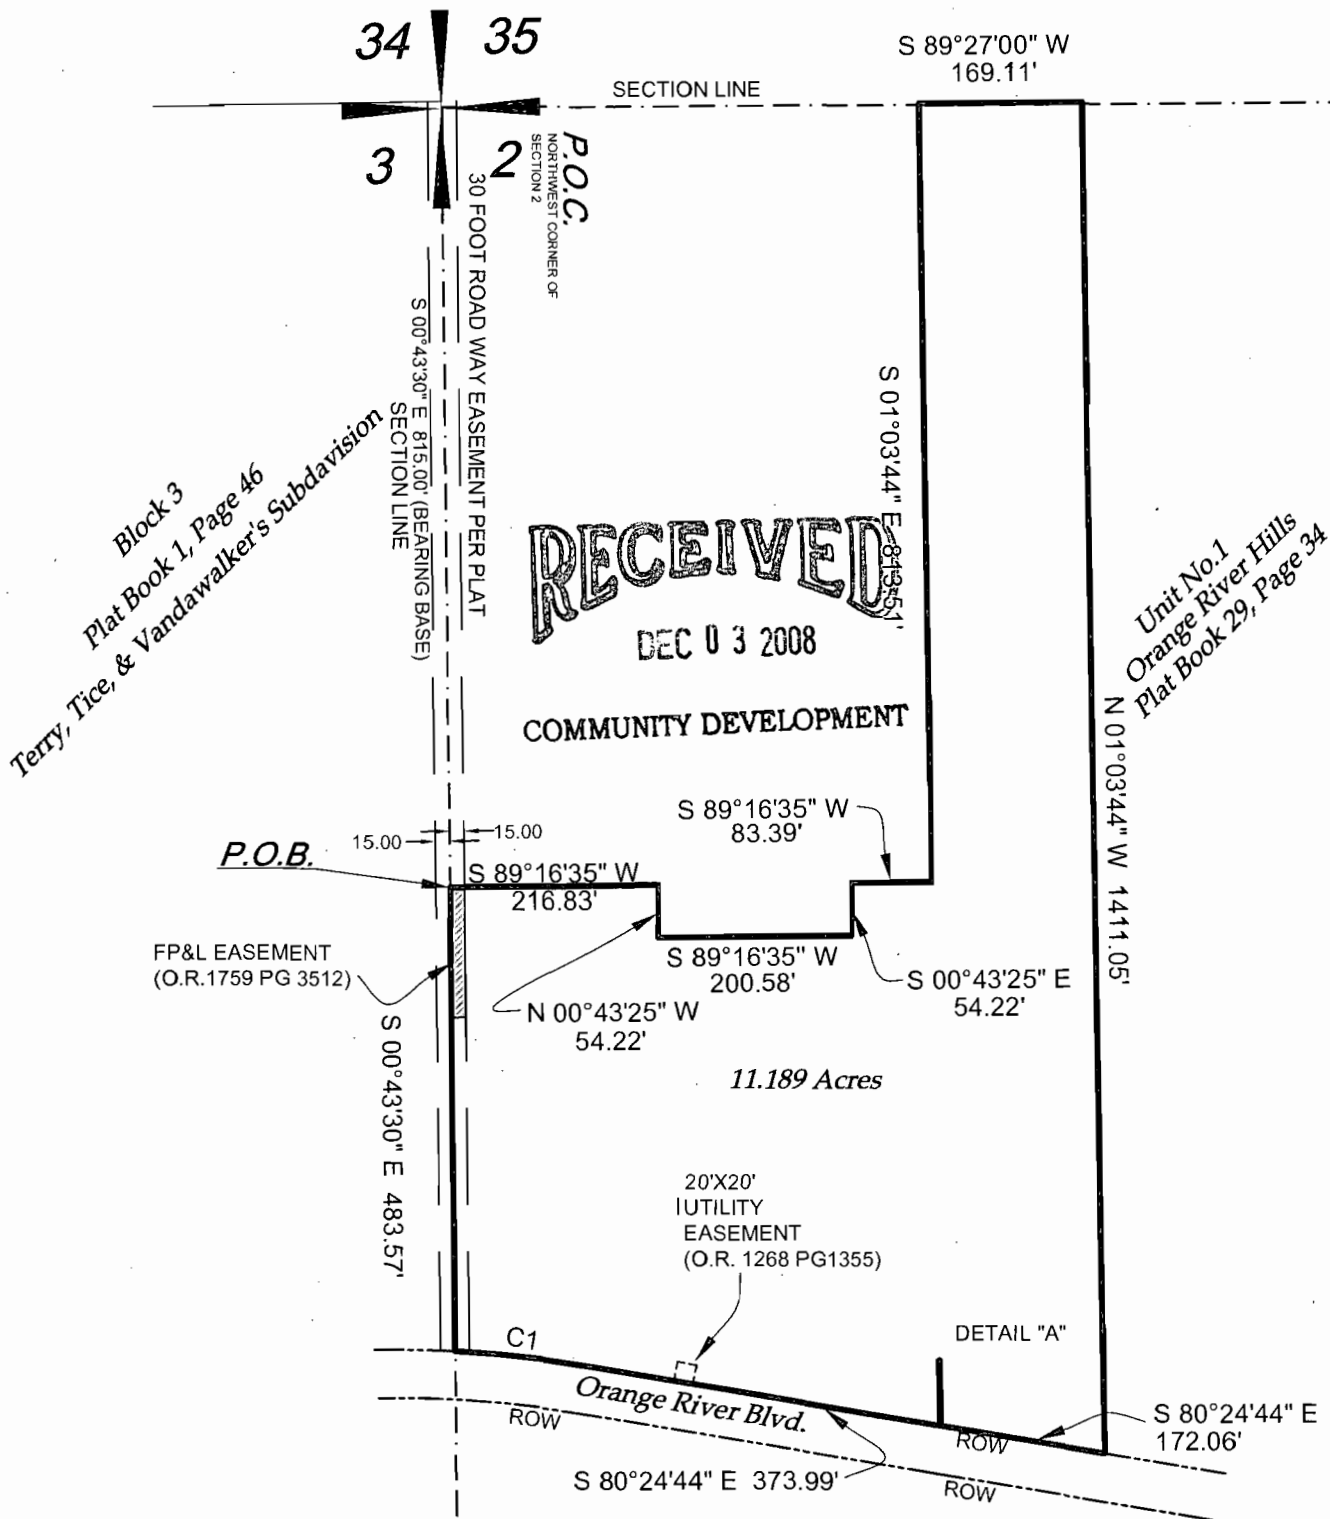 34
35
S 89°27'00" W
169.11'
SECTION LINE
3
2
P.O.C.
NORTHWEST CORNER OF
SECTION 2
30 FOOT ROAD WAY EASEMENT PER PLAT
S 00°43'30" E 815.00' (BEARING BASE)
SECTION LINE
Block 3
Plat Book 1, Page 46
Terry, Tice, & Vandawalker's Subdavision
S 01°03'44" E 813.51'
RECEIVED
DEC 0 3 2008
COMMUNITY DEVELOPMENT
Unit No.1
Orange River Hills
Plat Book 29, Page 34
N 01°03'44" W 1411.05'
S 89°16'35" W
83.39'
15.00
15.00
P.O.B.
S 89°16'35" W
216.83'
FP&L EASEMENT
(O.R.1759 PG 3512)
S 89°16'35" W
200.58'
S 00°43'25" E
54.22'
N 00°43'25" W
54.22'
S 00°43'30" E 483.57'
11.189 Acres
20'X20'
UTILITY
EASEMENT
(O.R. 1268 PG1355)
C1
DETAIL "A"
Orange River Blvd.
ROW
ROW
S 80°24'44" E
172.06'
S 80°24'44" E 373.99'
ROW